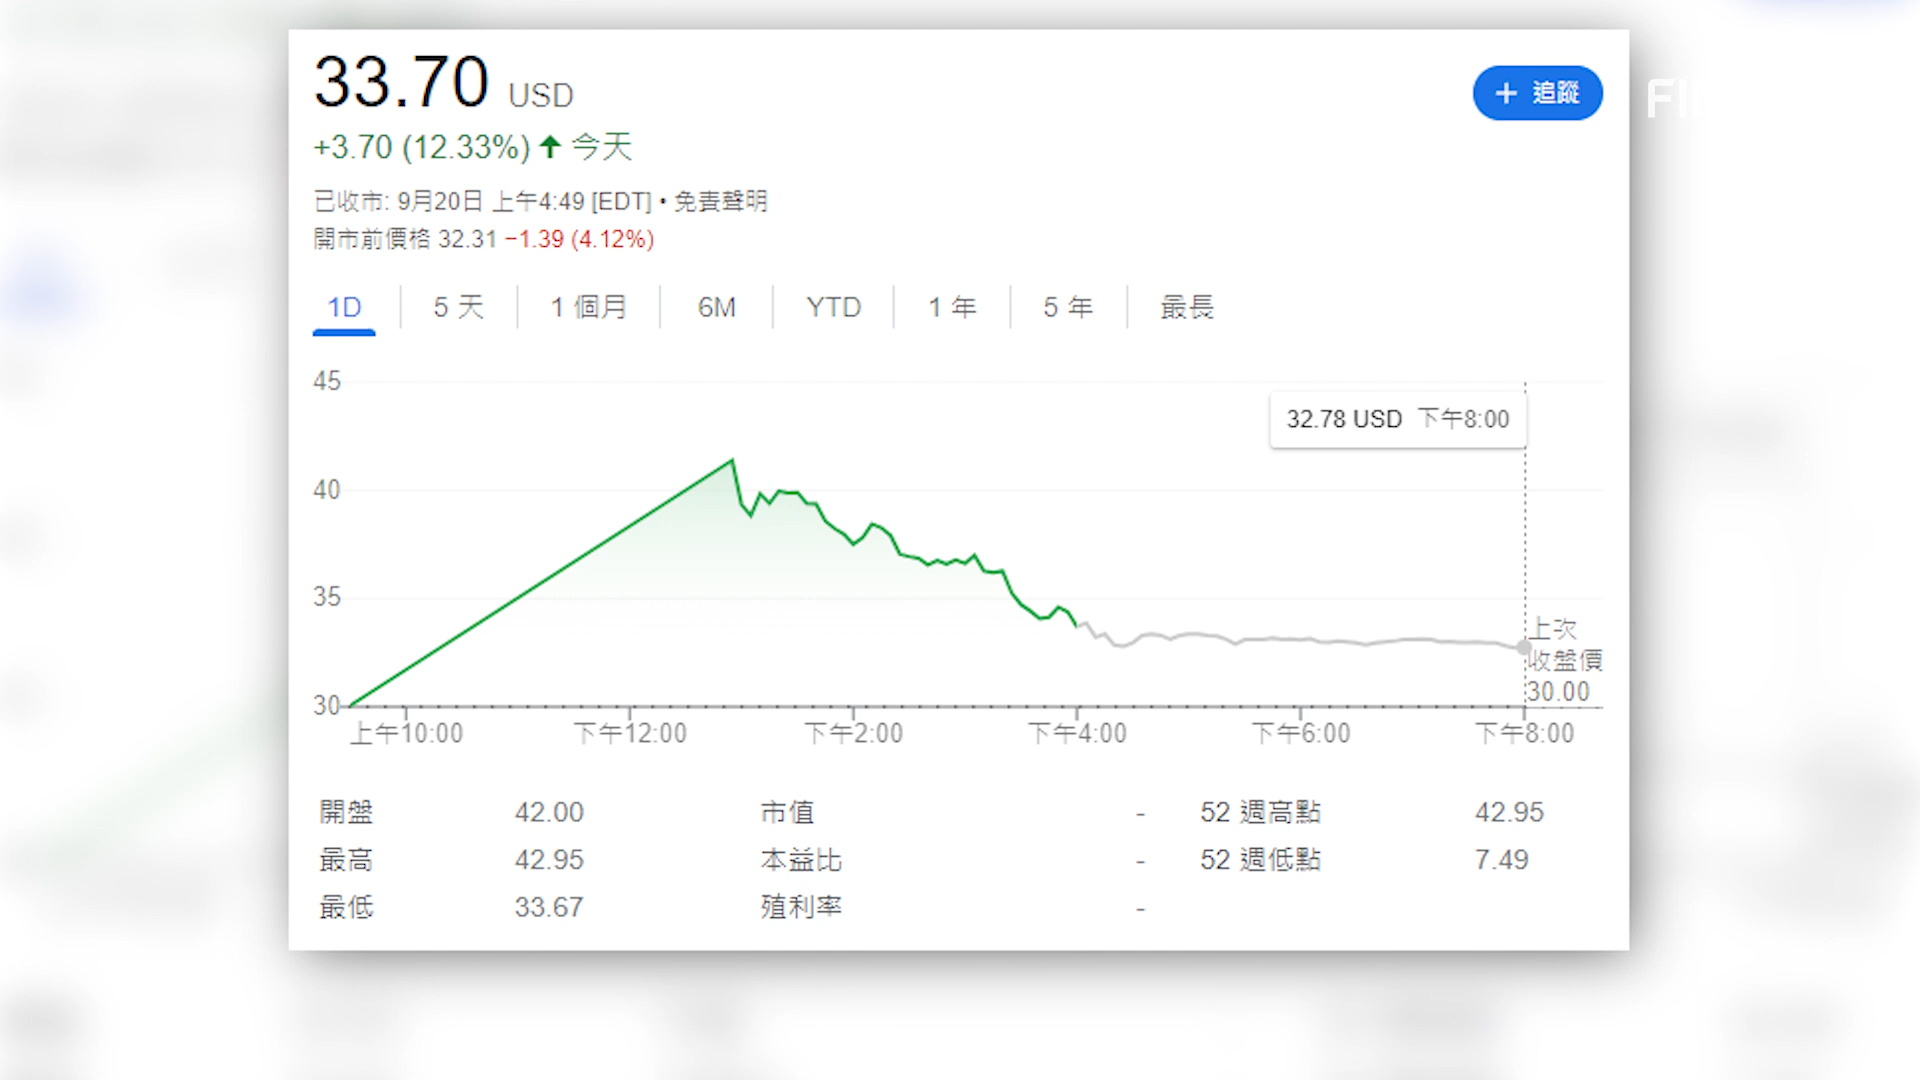 33.70 USD
+ 追蹤
+3.70 (12.33%) 今天
已收市: 9月20日 上午4:49 [EDT] • 免責聲明
開市前價格 32.31 −1.39 (4.12%)
1D 5 天 1 個月 6M YTD 1 年 5 年 最長
45
32.78 USD 下午8:00
40
35
上次
收盤價
30.00
30
上午10:00 下午12:00 下午2:00 下午4:00 下午6:00 下午8:00
開盤 42.00 市值 - 52 週高點 42.95
最高 42.95 本益比 - 52 週低點 7.49
最低 33.67 殖利率 -